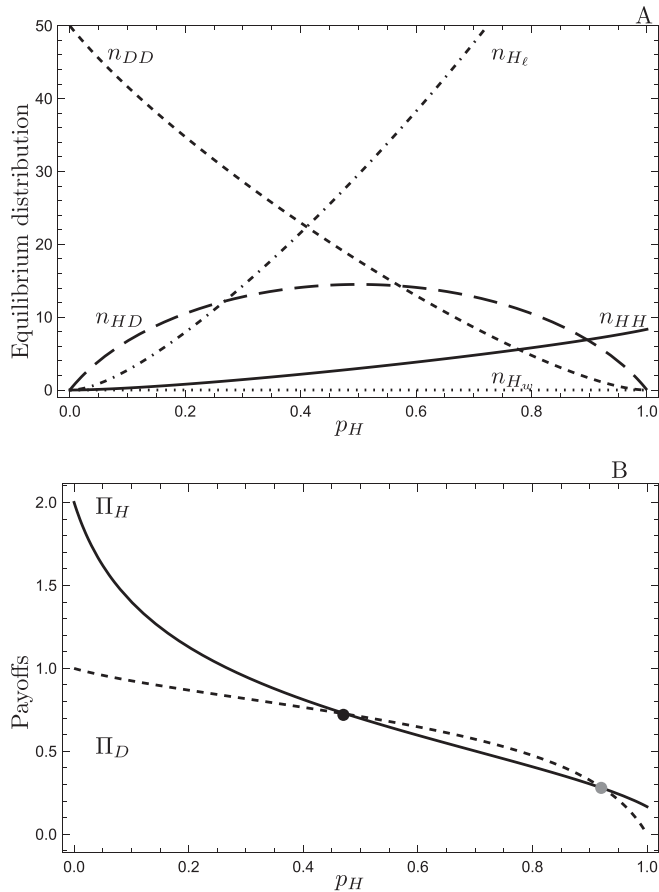 A
50
n_{DD}
n_{H_ℓ}
40
30
20
10
0
Equilibrium distribution
n_{HD}
n_{HH}
n_{H_w}
0.0 0.2 0.4 0.6 0.8 1.0
p_H
B
2.0
Π_H
1.5
1.0
0.5
0.0
Payoffs
Π_D
0.0 0.2 0.4 0.6 0.8 1.0
p_H